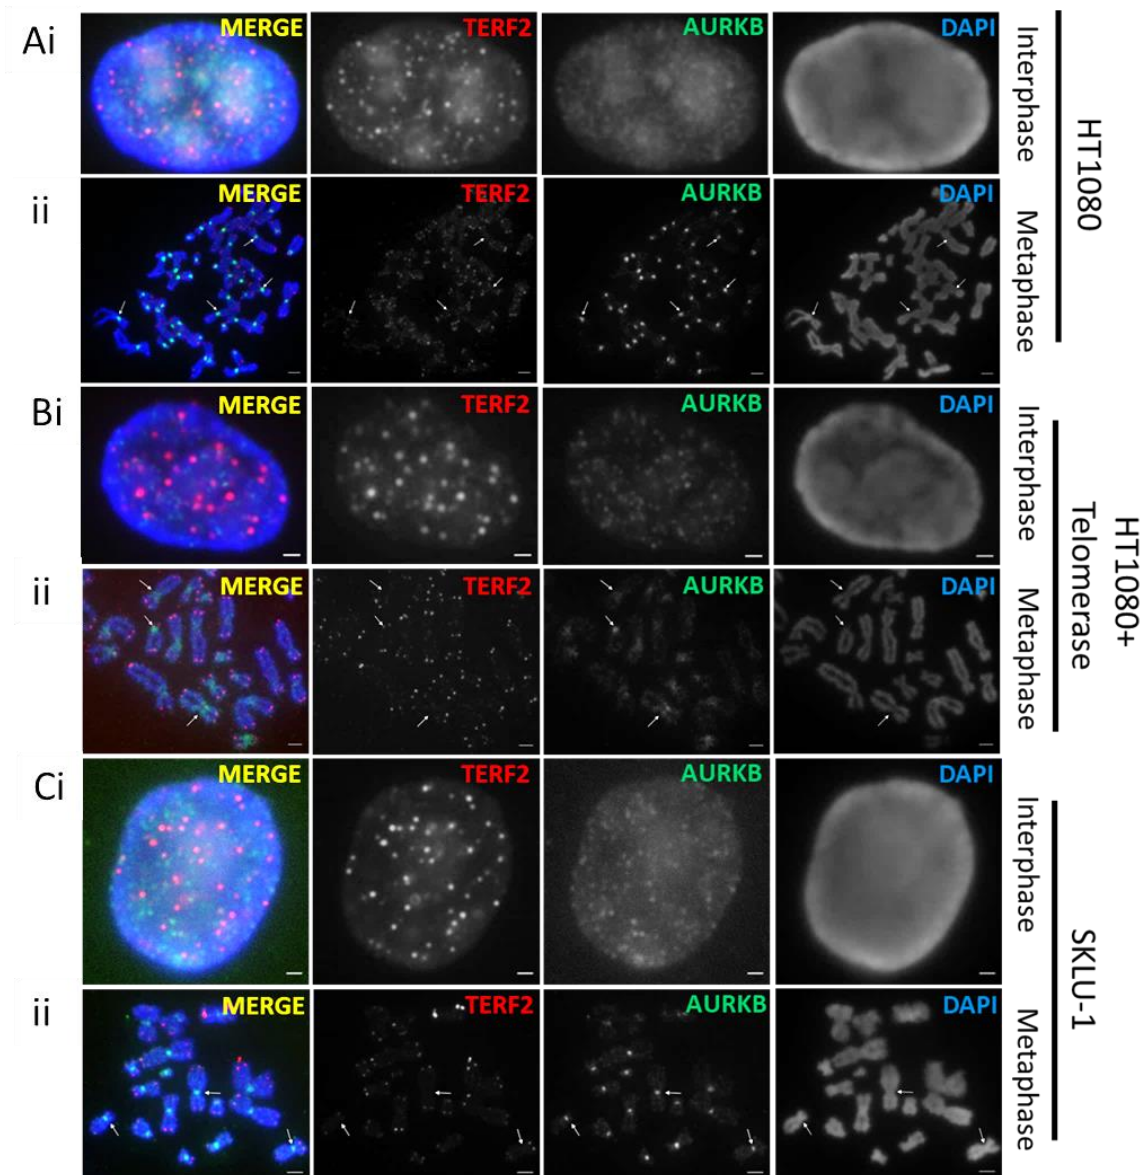 Ai
MERGE TERF2 AURKB DAPI
Interphase
HT1080
ii
MERGE TERF2 AURKB DAPI
Metaphase
Bi
MERGE TERF2 AURKB DAPI
Interphase
HT1080+
Telomerase
ii
MERGE TERF2 AURKB DAPI
Metaphase
Ci
MERGE TERF2 AURKB DAPI
Interphase
SKLU-1
ii
MERGE TERF2 AURKB DAPI
Metaphase